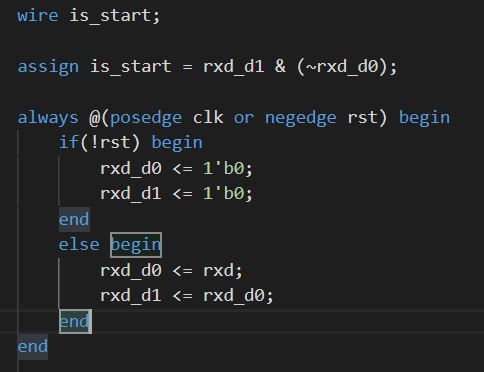 wire is_start;
assign is_start = rxd_d1 & (~rxd_d0);
always @(posedge clk or negedge rst) begin
if(!rst) begin
rxd_d0 <= 1'b0;
rxd_d1 <= 1'b0;
end
else begin
rxd_d0 <= rxd;
rxd_d1 <= rxd_d0;
end
end